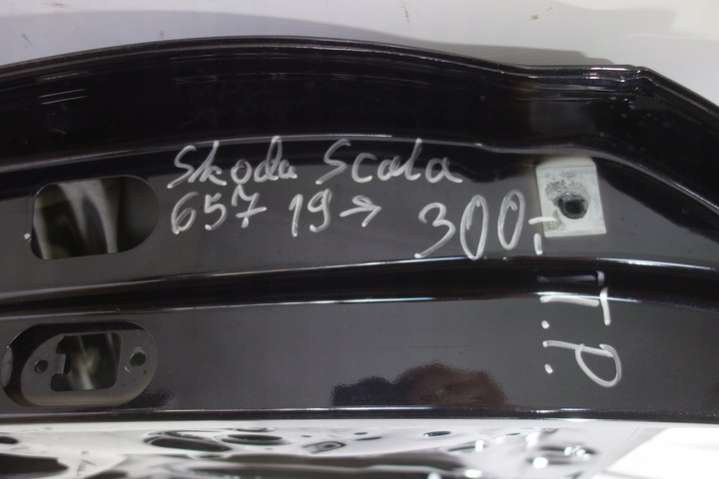 Skoda Scala
657 19→ 300,-
T.P.